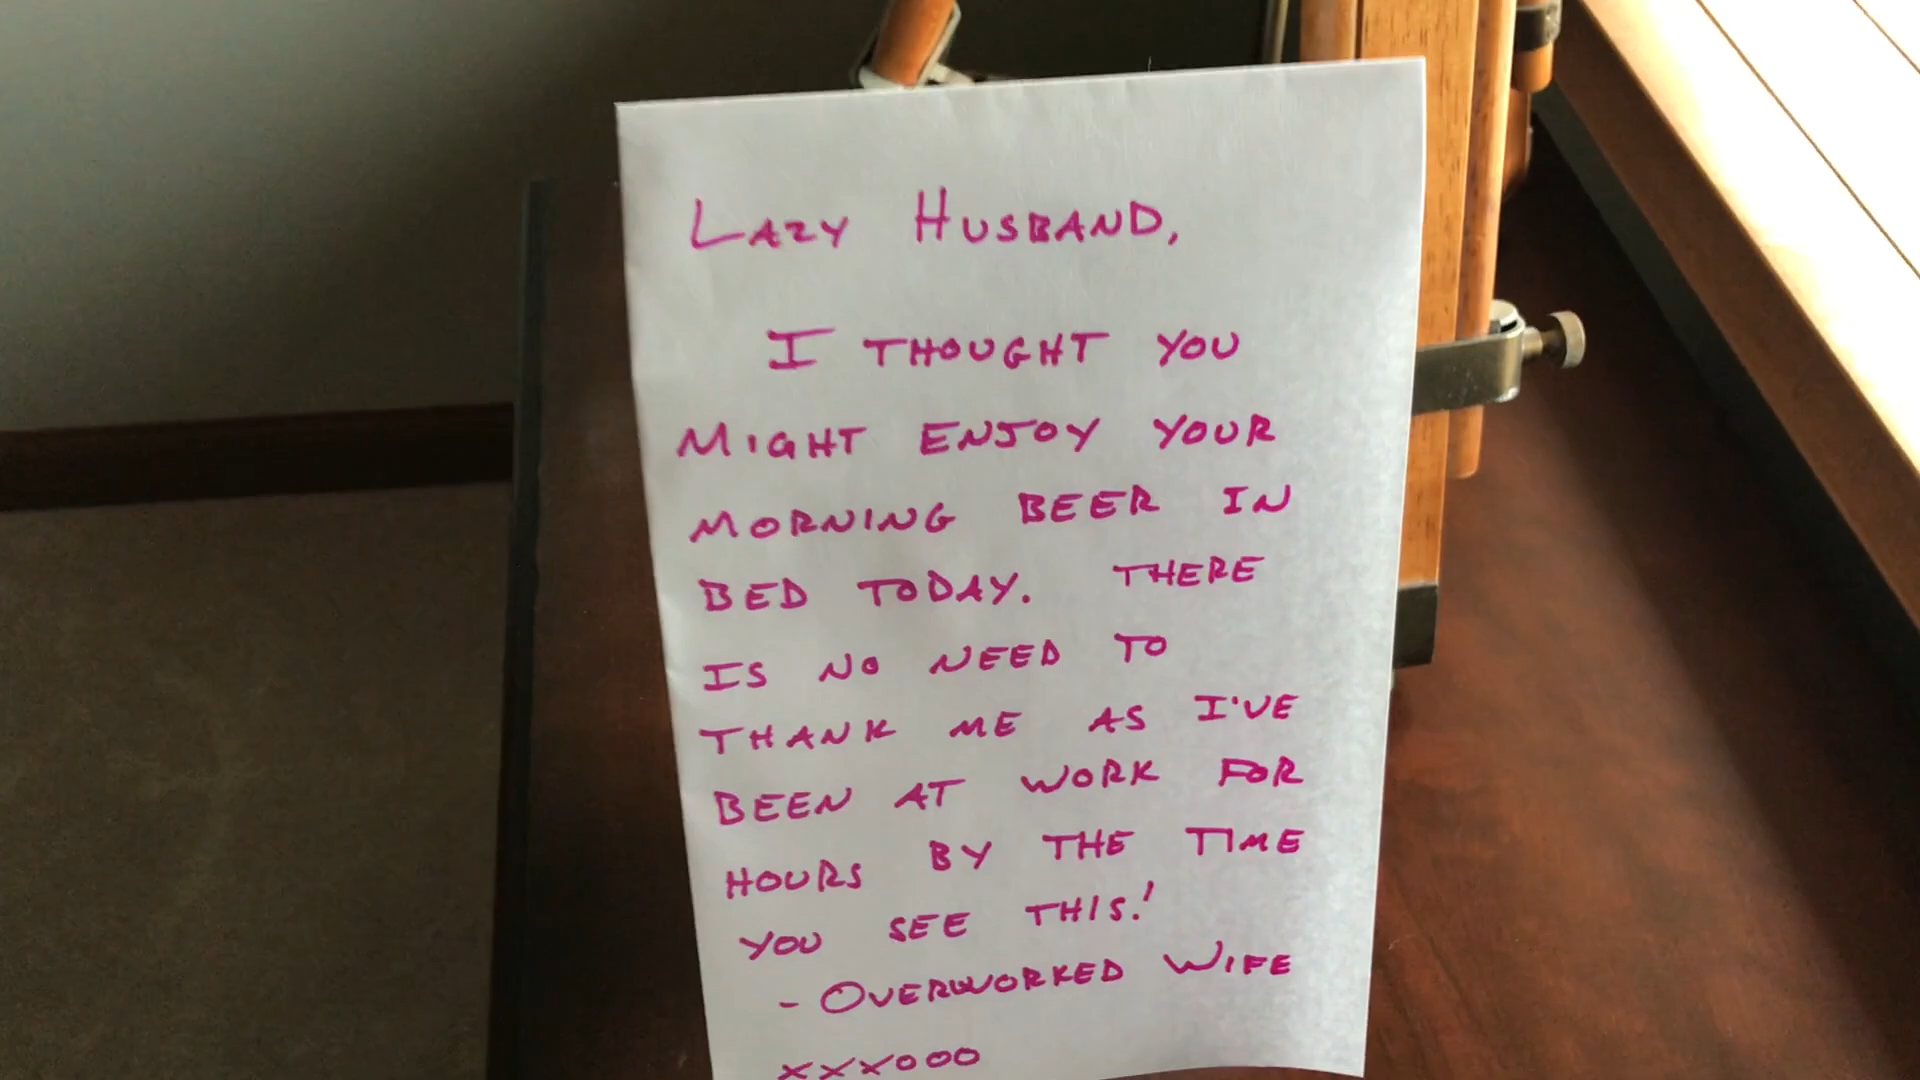 LAZY HUSBAND,
I THOUGHT YOU
MIGHT ENJOY YOUR
MORNING BEER IN
BED TODAY. THERE
IS NO NEED TO
THANK ME AS I'VE
BEEN AT WORK FOR
HOURS BY THE TIME
YOU SEE THIS!
- OVERWORKED WIFE
XXXOOO